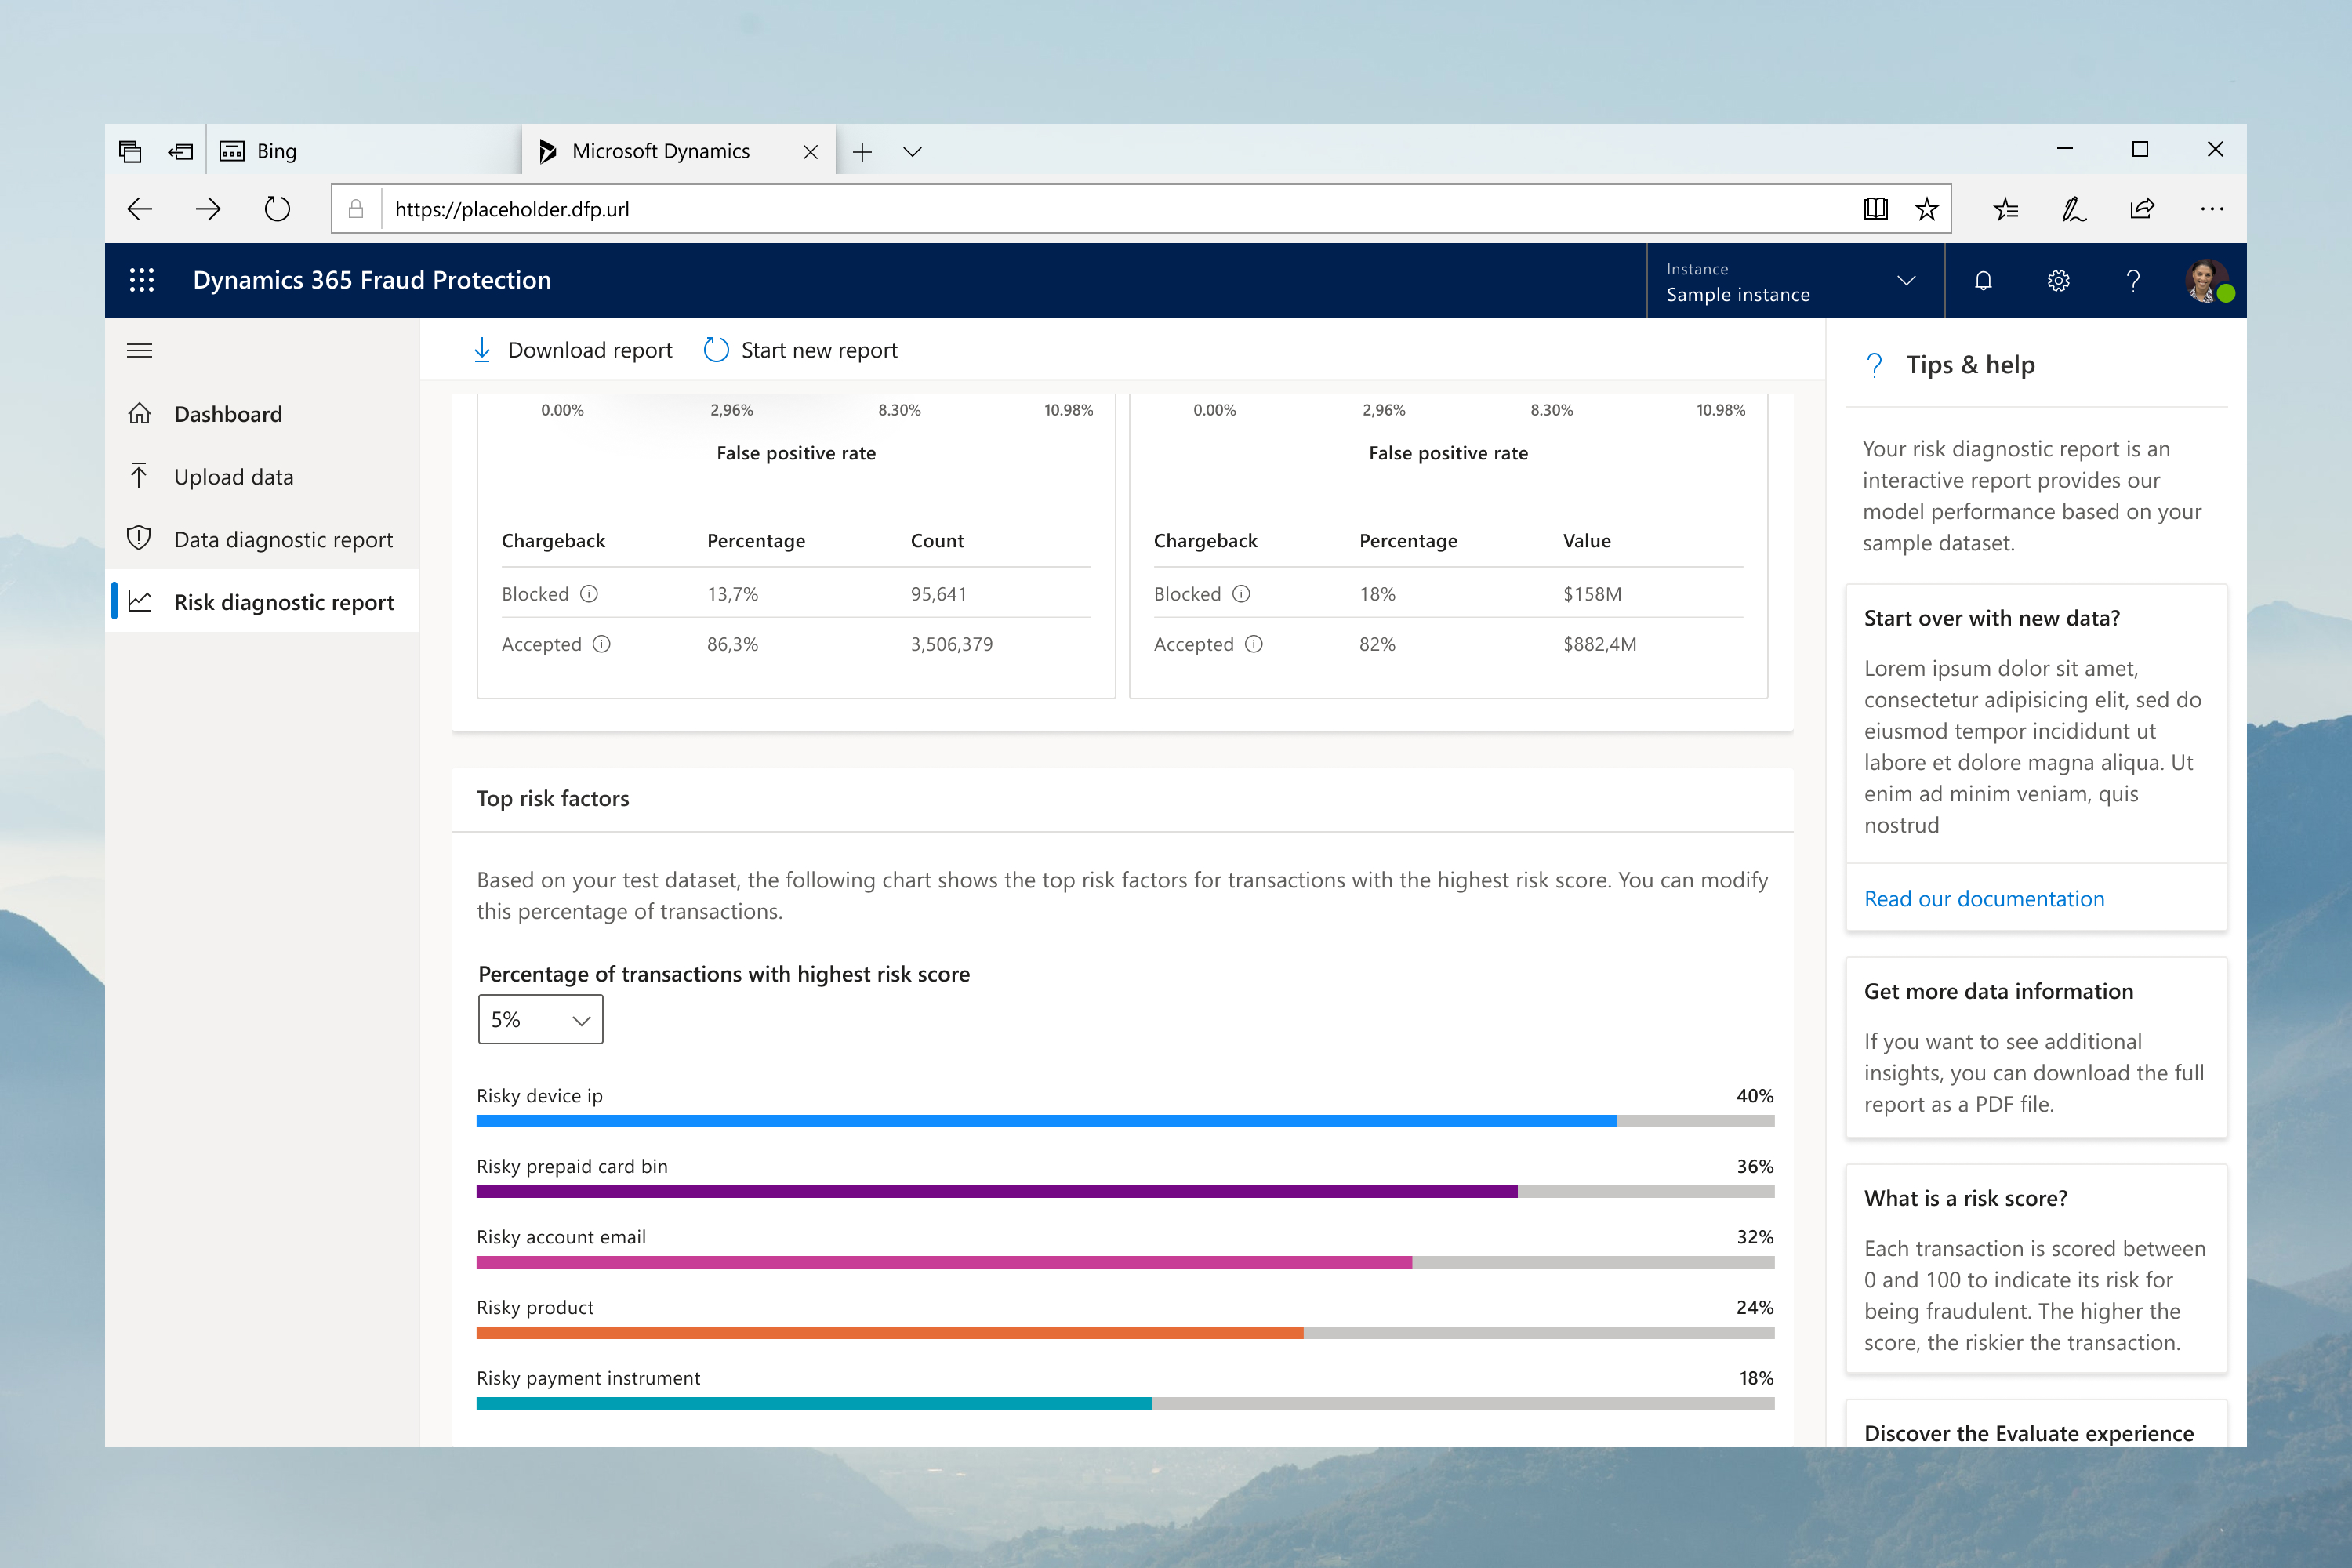 Bing
Microsoft Dynamics
https://placeholder.dfp.url
Dynamics 365 Fraud Protection
Instance
Sample instance
Dashboard
Upload data
Data diagnostic report
Risk diagnostic report
Download report
Start new report
0.00% 2,96% 8.30% 10.98%
False positive rate
Chargeback Percentage Count
Blocked 13,7% 95,641
Accepted 86,3% 3,506,379
0.00% 2,96% 8.30% 10.98%
False positive rate
Chargeback Percentage Value
Blocked 18% $158M
Accepted 82% $882,4M
Top risk factors
Based on your test dataset, the following chart shows the top risk factors for transactions with the highest risk score. You can modify
this percentage of transactions.
Percentage of transactions with highest risk score
5%
Risky device ip 40%
Risky prepaid card bin 36%
Risky account email 32%
Risky product 24%
Risky payment instrument 18%
? Tips & help
Your risk diagnostic report is an
interactive report provides our
model performance based on your
sample dataset.
Start over with new data?
Lorem ipsum dolor sit amet,
consectetur adipisicing elit, sed do
eiusmod tempor incididunt ut
labore et dolore magna aliqua. Ut
enim ad minim veniam, quis
nostrud
Read our documentation
Get more data information
If you want to see additional
insights, you can download the full
report as a PDF file.
What is a risk score?
Each transaction is scored between
0 and 100 to indicate its risk for
being fraudulent. The higher the
score, the riskier the transaction.
Discover the Evaluate experience